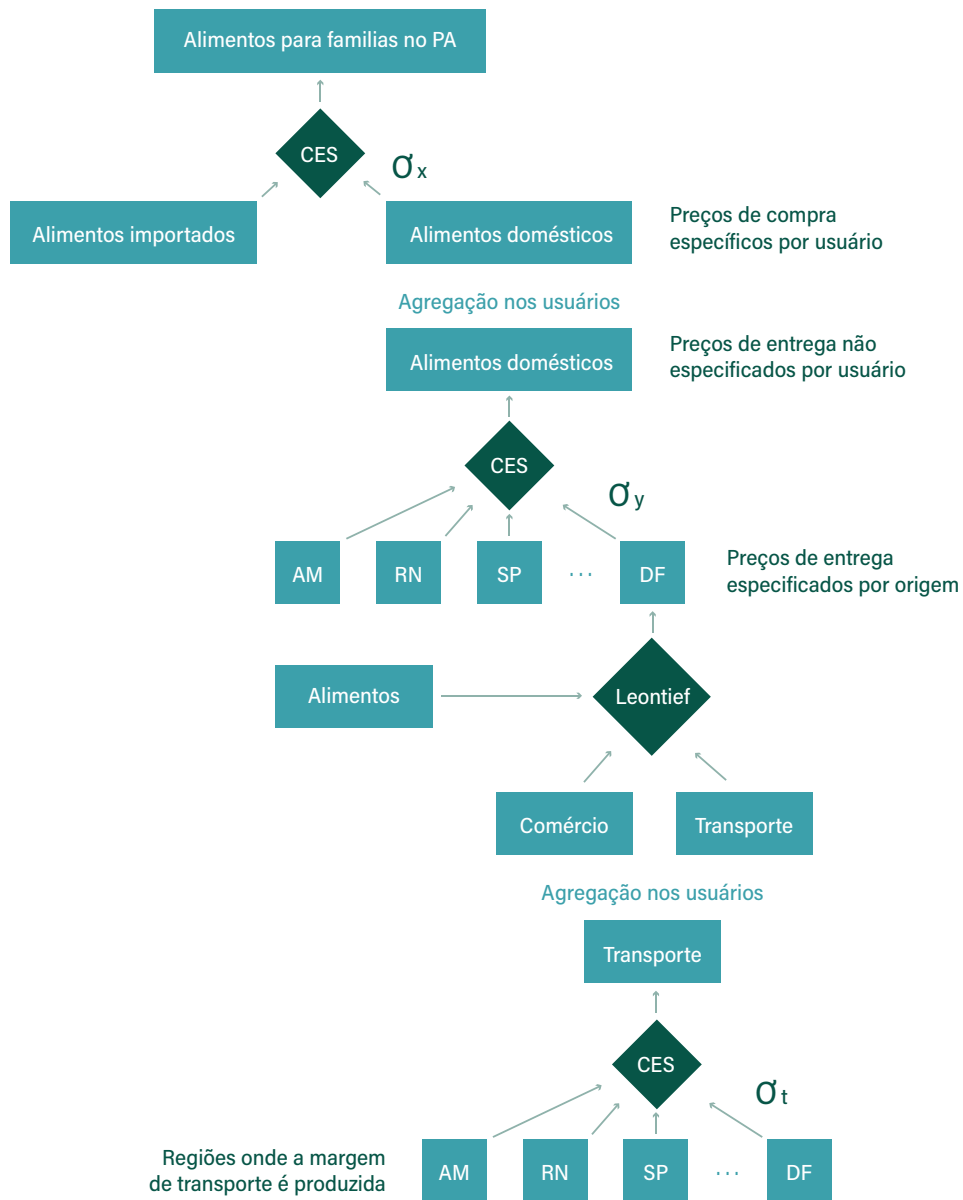 Alimentos para familias no PA
CES
σx
Alimentos importados
Alimentos domésticos
Preços de compra
específicos por usuário
Agregação nos usuários
Alimentos domésticos
Preços de entrega não
especificados por usuário
CES
σy
AM
RN
SP
...
DF
Preços de entrega
especificados por origem
Alimentos
Leontief
Comércio
Transporte
Agregação nos usuários
Transporte
CES
σt
Regiões onde a margem
de transporte é produzida
AM
RN
SP
...
DF